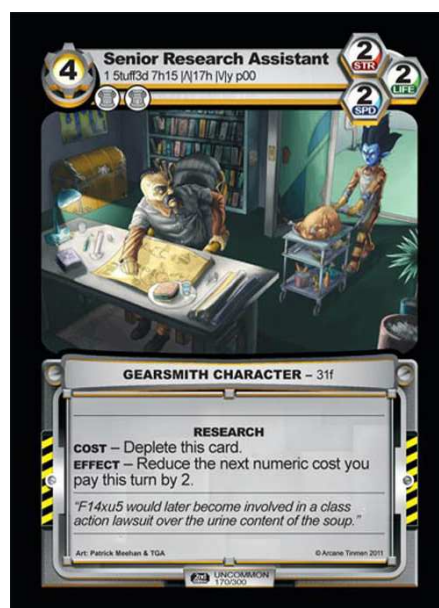 4
Senior Research Assistant
1 5tuff3d 7h15 |/\|17h |\/|y p00
2
STR
2
LIFE
2
SPD
GEARSMITH CHARACTER – 31f
RESEARCH
COST – Deplete this card.
EFFECT – Reduce the next numeric cost you
pay this turn by 2.
"F14xu5 would later become involved in a class
action lawsuit over the urine content of the soup."
Art: Patrick Meehan & TGA
© Arcane Tinmen 2011
UNCOMMON
170/300